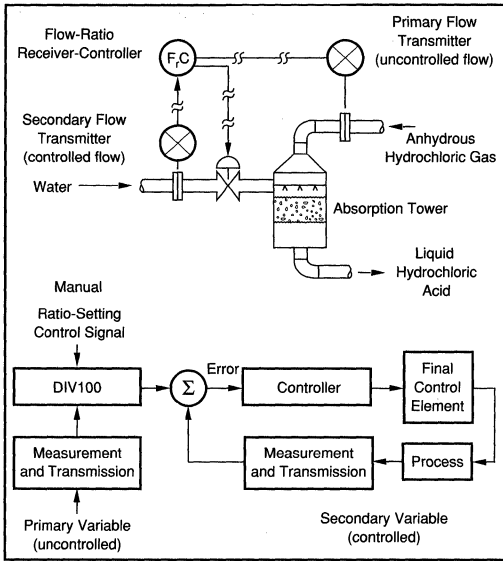 Flow-Ratio
Receiver-Controller
FrC
Primary Flow
Transmitter
(uncontrolled flow)
Secondary Flow
Transmitter
(controlled flow)
Anhydrous
Hydrochloric Gas
Water
Absorption Tower
Liquid
Hydrochloric
Acid
Manual
Ratio-Setting
Control Signal
DIV100
Σ
Error
Controller
Final
Control
Element
Measurement
and Transmission
Measurement
and Transmission
Process
Primary Variable
(uncontrolled)
Secondary Variable
(controlled)